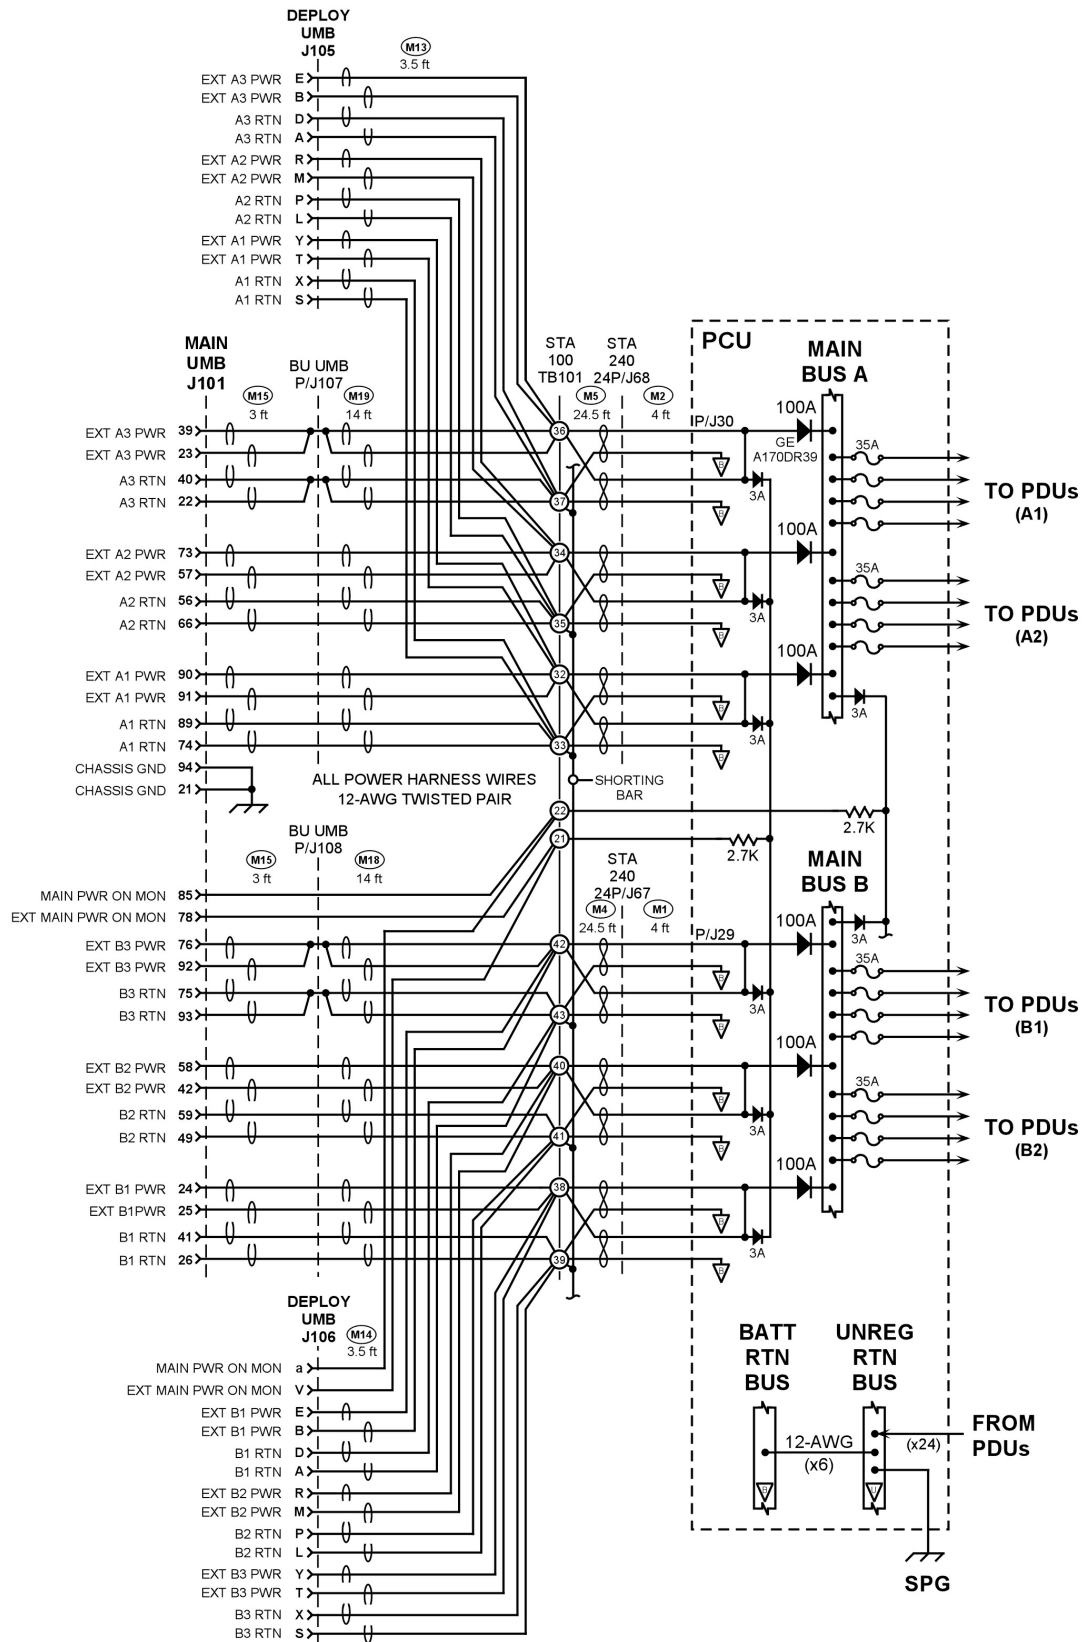 DEPLOY
UMB
J105
M13
3.5 ft
EXT A3 PWR E
EXT A3 PWR B
A3 RTN D
A3 RTN A
EXT A2 PWR R
EXT A2 PWR M
A2 RTN P
A2 RTN L
EXT A1 PWR Y
EXT A1 PWR T
A1 RTN X
A1 RTN S
MAIN
UMB
J101
BU UMB
P/J107
M15
3 ft
M19
14 ft
STA
100
TB101
STA
240
24P/J68
M5
24.5 ft
M2
4 ft
PCU
MAIN
BUS A
P/J30
100A
GE
A170DR39
35A
EXT A3 PWR 39
EXT A3 PWR 23
A3 RTN 40
A3 RTN 22
36
37
B
3A
B
TO PDUs
(A1)
EXT A2 PWR 73
EXT A2 PWR 57
A2 RTN 56
A2 RTN 66
34
35
B
3A
B
100A
35A
TO PDUs
(A2)
EXT A1 PWR 90
EXT A1 PWR 91
A1 RTN 89
A1 RTN 74
32
33
B
3A
B
100A
3A
CHASSIS GND 94
CHASSIS GND 21
ALL POWER HARNESS WIRES
12-AWG TWISTED PAIR
SHORTING
BAR
22
21
2.7K
2.7K
BU UMB
P/J108
M15
3 ft
M18
14 ft
STA
240
24P/J67
M4
24.5 ft
M1
4 ft
MAIN
BUS B
MAIN PWR ON MON 85
EXT MAIN PWR ON MON 78
P/J29
100A
3A
35A
EXT B3 PWR 76
EXT B3 PWR 92
B3 RTN 75
B3 RTN 93
42
43
B
3A
B
TO PDUs
(B1)
EXT B2 PWR 58
EXT B2 PWR 42
B2 RTN 59
B2 RTN 49
40
41
B
3A
B
100A
35A
TO PDUs
(B2)
EXT B1 PWR 24
EXT B1PWR 25
B1 RTN 41
B1 RTN 26
38
39
B
3A
B
100A
DEPLOY
UMB
J106
M14
3.5 ft
MAIN PWR ON MON a
EXT MAIN PWR ON MON V
EXT B1 PWR E
EXT B1 PWR B
B1 RTN D
B1 RTN A
EXT B2 PWR R
EXT B2 PWR M
B2 RTN P
B2 RTN L
EXT B3 PWR Y
EXT B3 PWR T
B3 RTN X
B3 RTN S
BATT
RTN
BUS
UNREG
RTN
BUS
12-AWG
(x6)
(x24)
FROM
PDUs
B
U
SPG